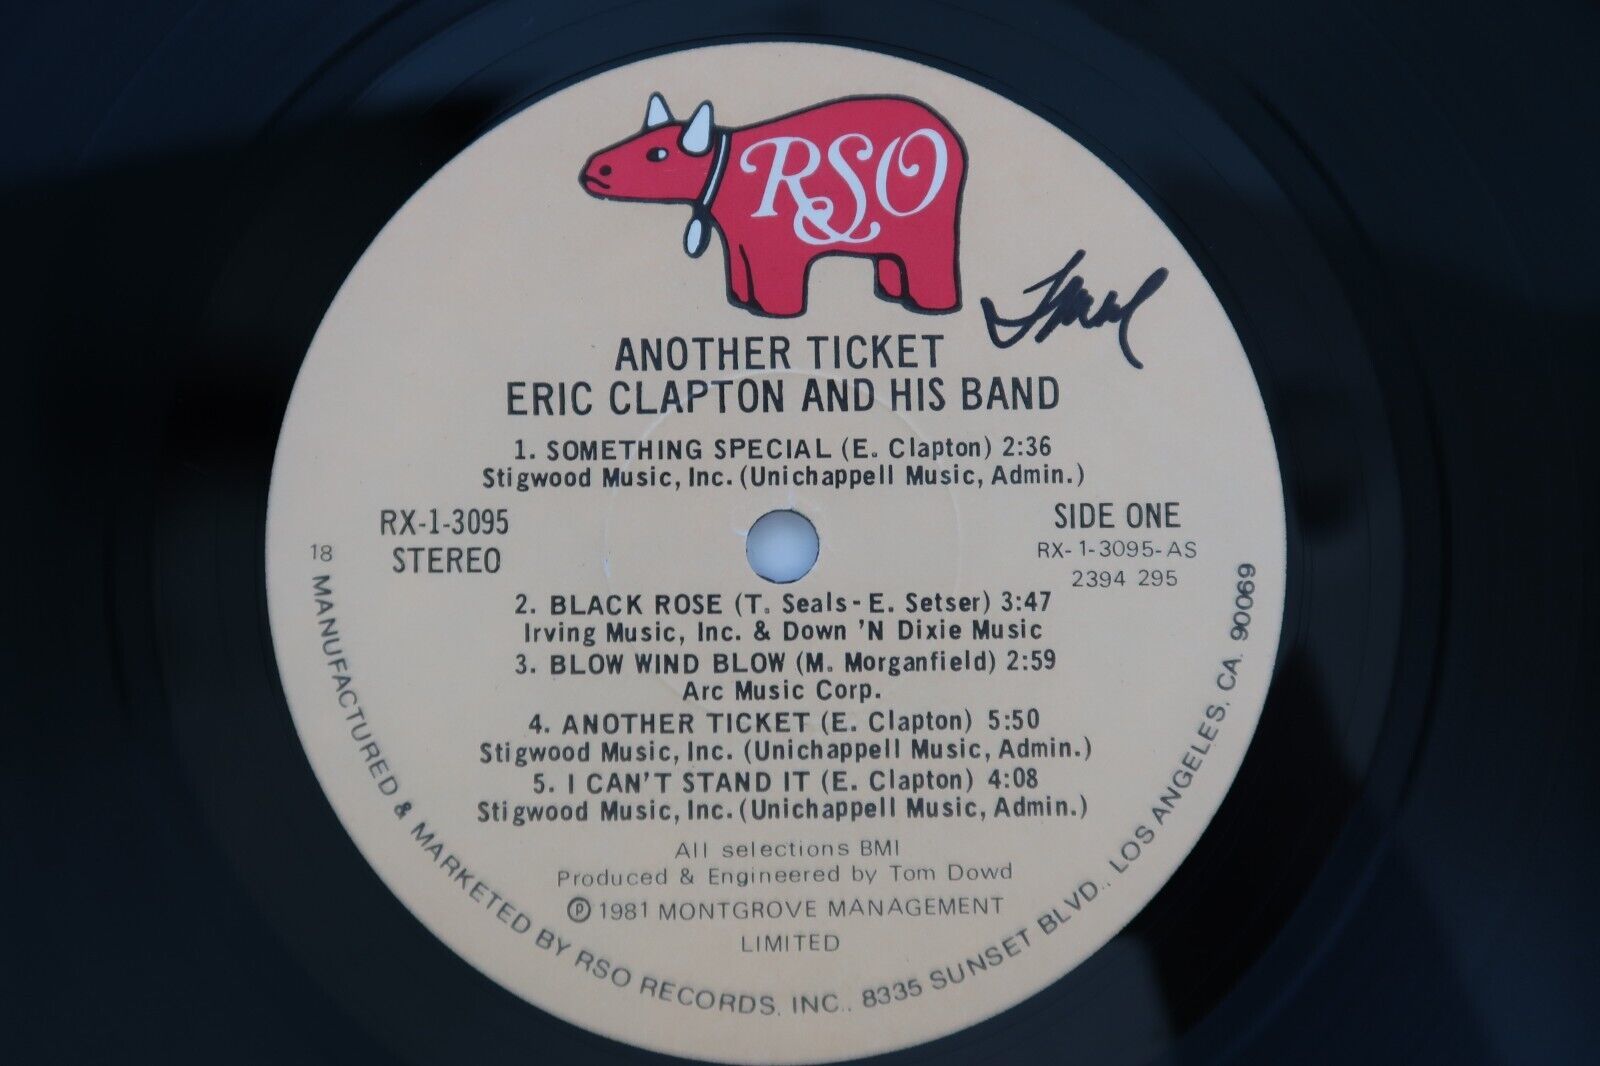 RSO
ANOTHER TICKET
ERIC CLAPTON AND HIS BAND
1. SOMETHING SPECIAL (E. Clapton) 2:36
Stigwood Music, Inc. (Unichappell Music, Admin.)
RX-1-3095
STEREO
SIDE ONE
RX-1-3095-AS
2394 295
18
2. BLACK ROSE (T. Seals-E. Setser) 3:47
Irving Music, Inc. & Down 'N Dixie Music
3. BLOW WIND BLOW (M. Morganfield) 2:59
Arc Music Corp.
4. ANOTHER TICKET (E. Clapton) 5:50
Stigwood Music, Inc. (Unichappell Music, Admin.)
5. I CAN'T STAND IT (E. Clapton) 4:08
Stigwood Music, Inc. (Unichappell Music, Admin.)
All selections BMI
Produced & Engineered by Tom Dowd
Ⓟ 1981 MONTGROVE MANAGEMENT
LIMITED
MANUFACTURED & MARKETED BY RSO RECORDS, INC., 8335 SUNSET BLVD., LOS ANGELES, CA. 90069